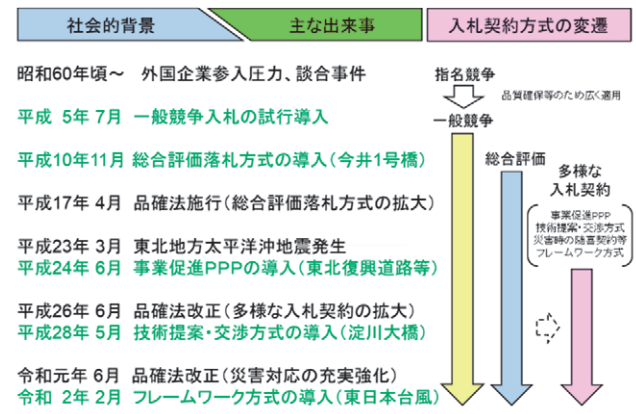 社会的背景
主な出来事
入札契約方式の変遷
昭和60年頃～ 外国企業参入圧力、談合事件
平成 5年 7月 一般競争入札の試行導入
平成10年11月 総合評価落札方式の導入(今井1号橋)
平成17年 4月 品確法施行(総合評価落札方式の拡大)
平成23年 3月 東北地方太平洋沖地震発生
平成24年 6月 事業促進PPPの導入(東北復興道路等)
平成26年 6月 品確法改正(多様な入札契約の拡大)
平成28年 5月 技術提案・交渉方式の導入(淀川大橋)
令和元年 6月 品確法改正(災害対応の充実強化)
令和 2年 2月 フレームワーク方式の導入(東日本台風)
指名競争
品質確保等のため広く適用
一般競争
総合評価
多様な
入札契約
事業促進PPP
技術提案・交渉方式
災害時の随意契約等
フレームワーク方式